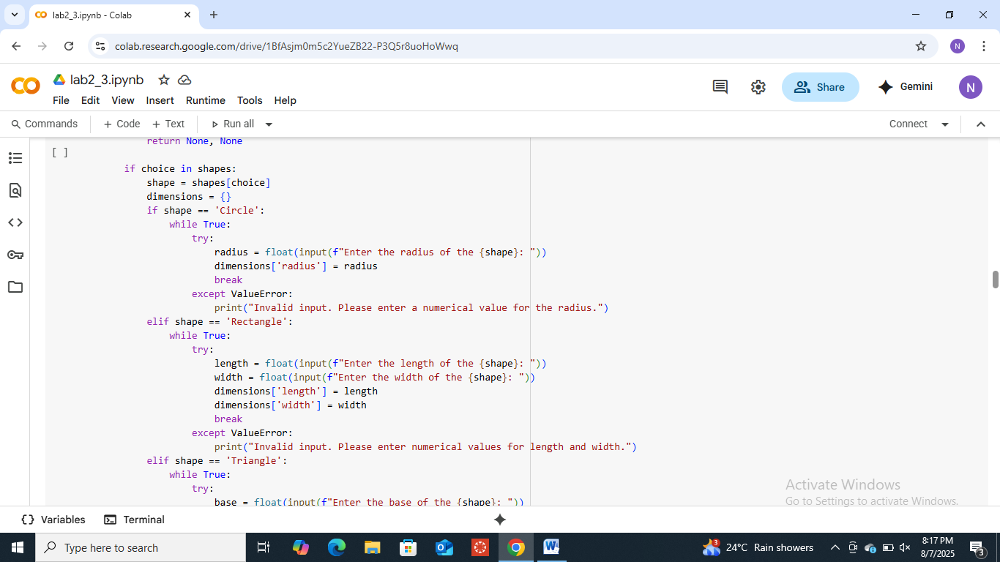 lab2_3.ipynb - Colab
colab.research.google.com/drive/1BfAsjm0m5c2YueZB22-P3Q5r8uoHoWwq
N
lab2_3.ipynb
File Edit View Insert Runtime Tools Help
Share
Gemini
N
Commands + Code + Text Run all
Connect
return None, None
[ ]
if choice in shapes:
shape = shapes[choice]
dimensions = {}
if shape == 'Circle':
while True:
try:
radius = float(input(f"Enter the radius of the {shape}: "))
dimensions['radius'] = radius
break
except ValueError:
print("Invalid input. Please enter a numerical value for the radius.")
elif shape == 'Rectangle':
while True:
try:
length = float(input(f"Enter the length of the {shape}: "))
width = float(input(f"Enter the width of the {shape}: "))
dimensions['length'] = length
dimensions['width'] = width
break
except ValueError:
print("Invalid input. Please enter numerical values for length and width.")
elif shape == 'Triangle':
while True:
try:
base = float(input(f"Enter the base of the {shape}: "))
Activate Windows
Go to Settings to activate Windows.
{} Variables Terminal
Type here to search
W
3
24°C Rain showers
8:17 PM
8/7/2025
3